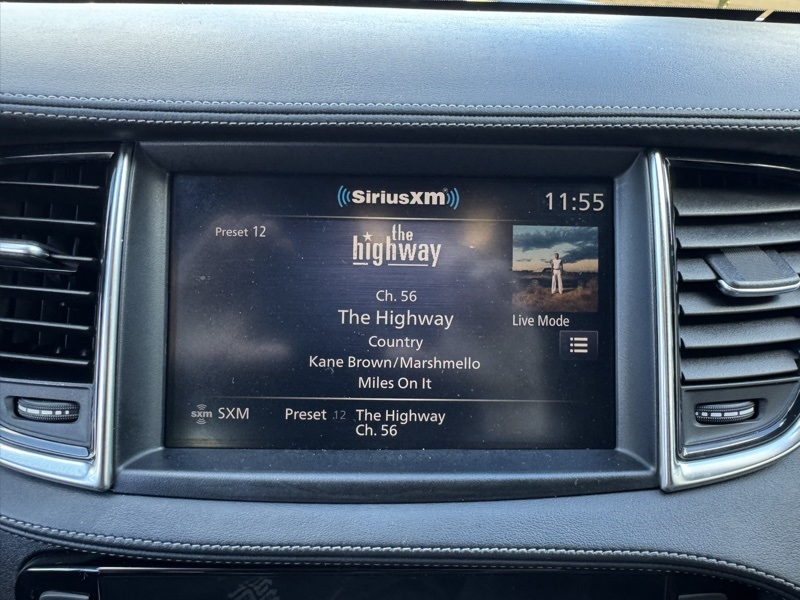 SiriusXM
11:55
Preset 12
the
highway
Ch. 56
The Highway
Live Mode
Country
Kane Brown/Marshmello
Miles On It
sxm SXM
Preset 12 The Highway
Ch. 56